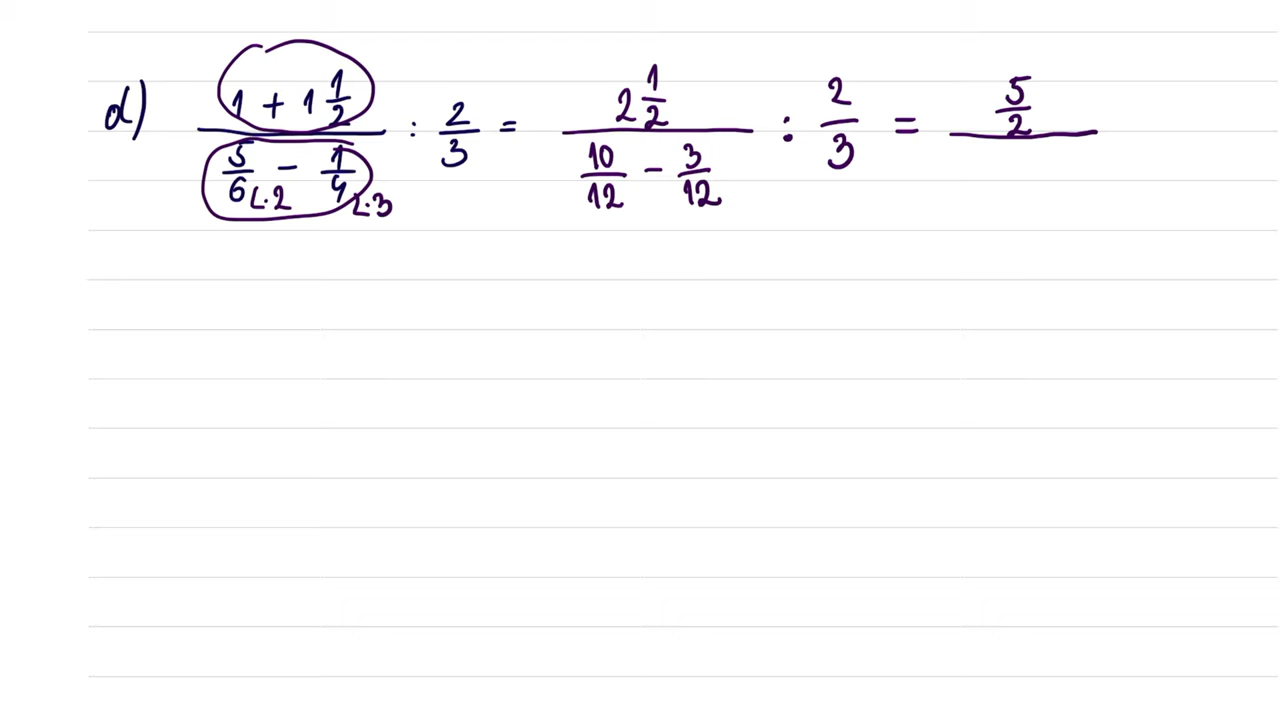 d) (1 + 1 1/2) / (5/6 L·2 - 1/4 L·3) : 2/3 = (2 1/2) / (10/12 - 3/12) : 2/3 = (5/2) /